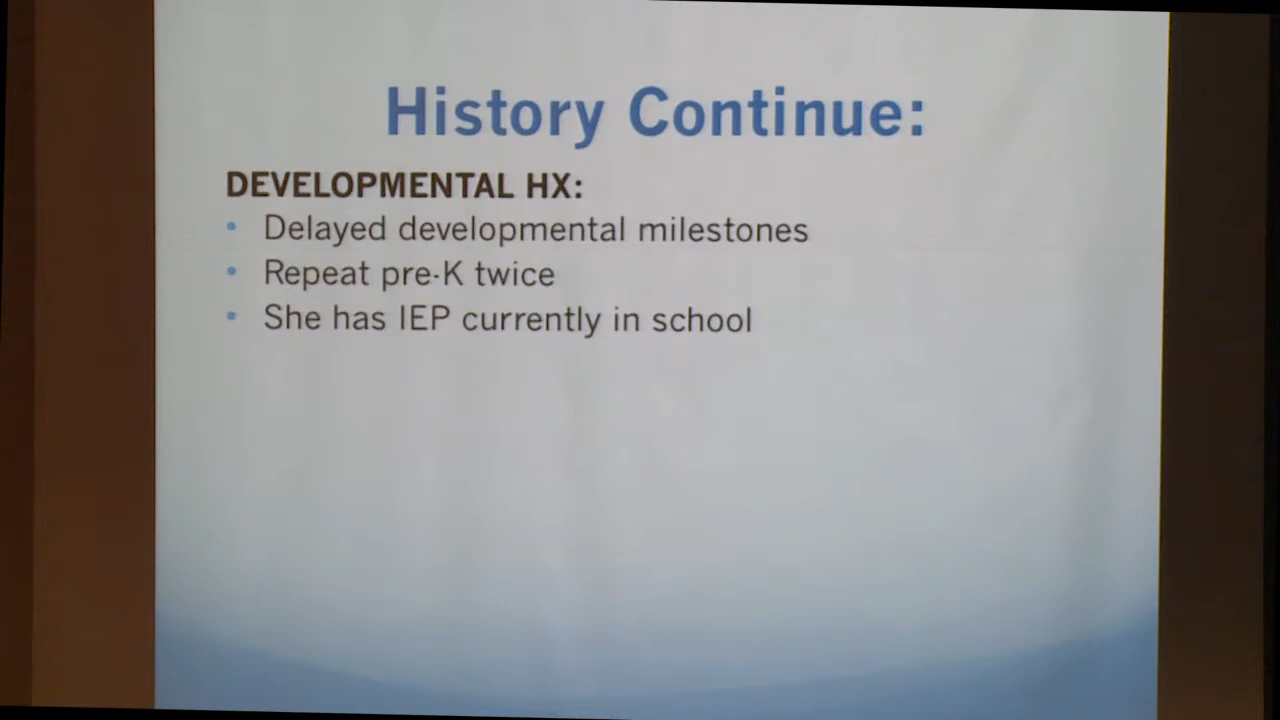 History Continue:
DEVELOPMENTAL HX:
• Delayed developmental milestones
• Repeat pre-K twice
• She has IEP currently in school